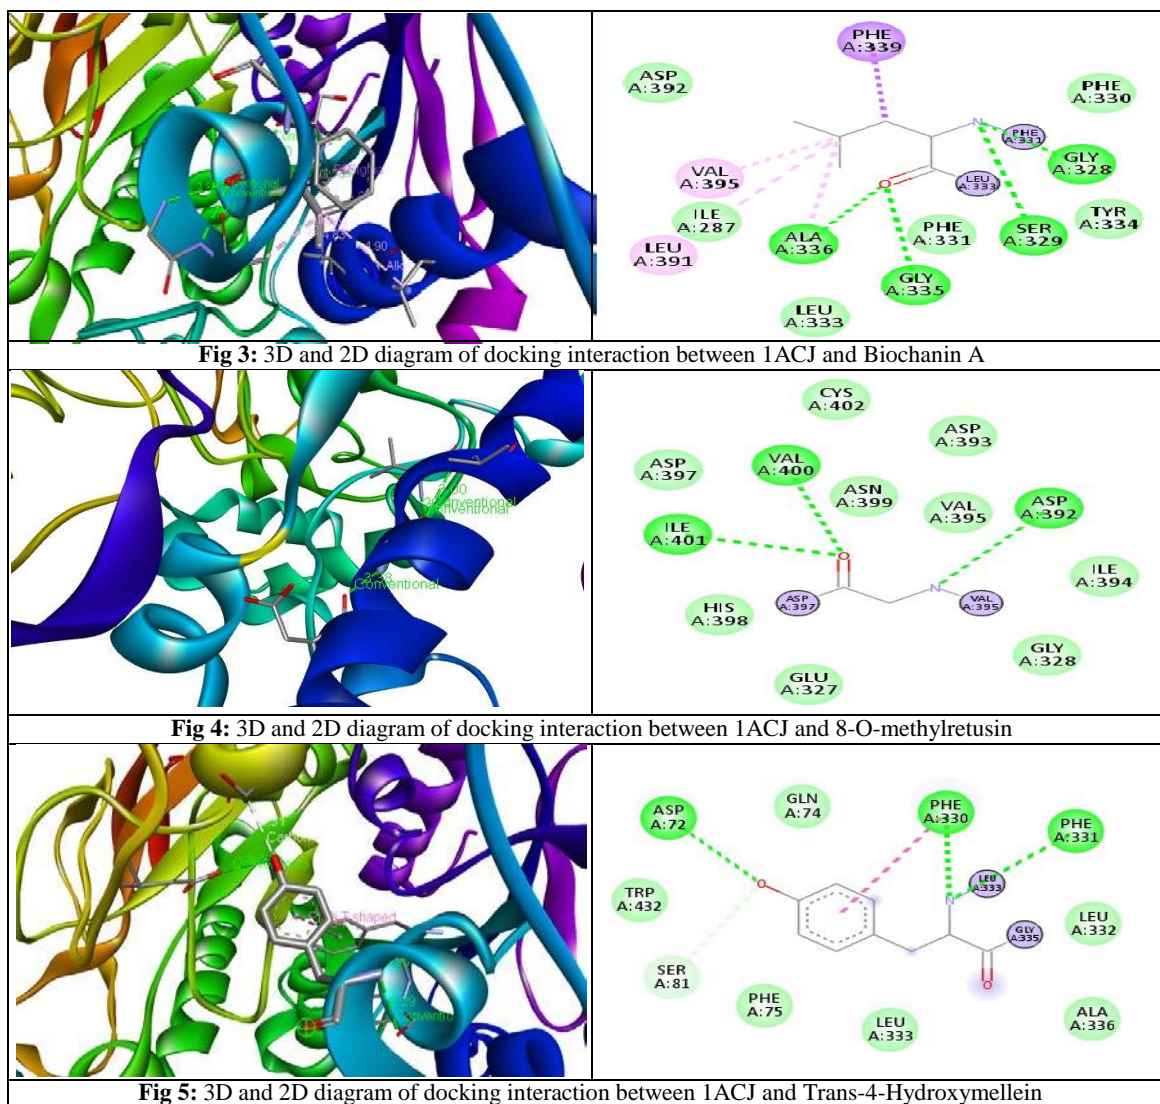 PHE
A:339
ASP
A:392
PHE
A:330
PHE
A:331
GLY
A:328
VAL
A:395
LEU
A:333
ILE
A:287
PHE
A:331
SER
A:329
TYR
A:334
LEU
A:391
ALA
A:336
GLY
A:335
LEU
A:333
N
O
Fig 3: 3D and 2D diagram of docking interaction between 1ACJ and Biochanin A
Conventional
Conventional
Conventional
CYS
A:402
ASP
A:393
ASP
A:397
VAL
A:400
ASN
A:399
VAL
A:395
ASP
A:392
ILE
A:401
O
N
ILE
A:394
ASP
A:397
VAL
A:395
HIS
A:398
GLY
A:328
GLU
A:327
Fig 4: 3D and 2D diagram of docking interaction between 1ACJ and 8-O-methylretusin
T shaped
ASP
A:72
GLN
A:74
PHE
A:330
PHE
A:331
TRP
A:432
O
LEU
A:333
N
LEU
A:332
GLY
A:335
SER
A:81
O
PHE
A:75
LEU
A:333
ALA
A:336
Fig 5: 3D and 2D diagram of docking interaction between 1ACJ and Trans-4-Hydroxymellein